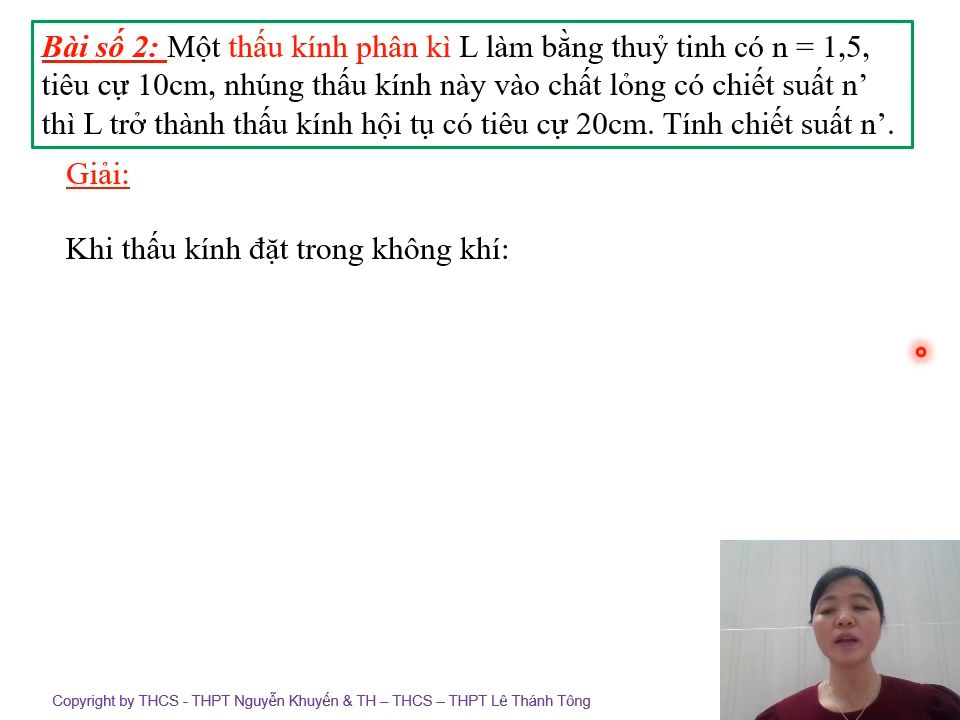 Bài số 2: Một thấu kính phân kì L làm bằng thuỷ tinh có n = 1,5,
tiêu cự 10cm, nhúng thấu kính này vào chất lỏng có chiết suất n’
thì L trở thành thấu kính hội tụ có tiêu cự 20cm. Tính chiết suất n’.
Giải:
Khi thấu kính đặt trong không khí:
Copyright by THCS - THPT Nguyễn Khuyến & TH – THCS – THPT Lê Thánh Tông